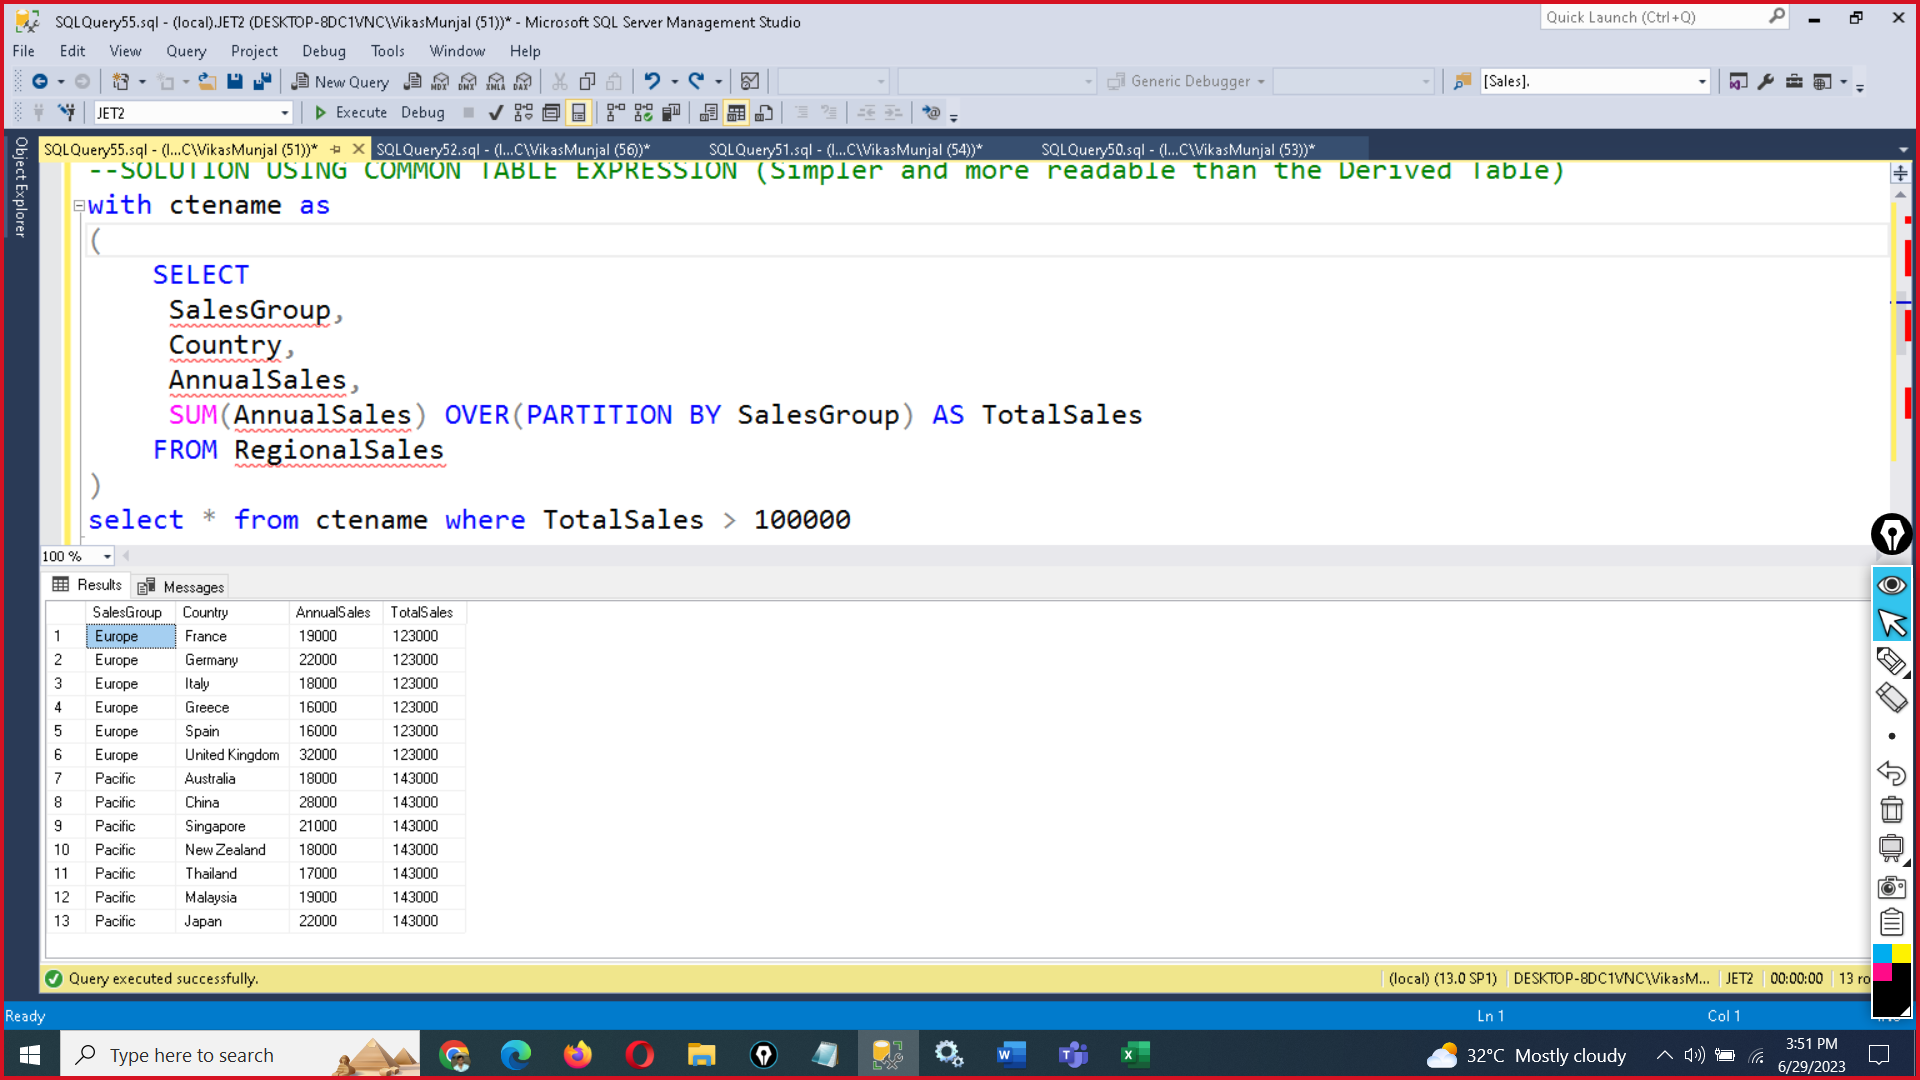 SQLQuery55.sql - (local).JET2 (DESKTOP-8DC1VNC\VikasMunjal (51))* - Microsoft SQL Server Management Studio
Quick Launch (Ctrl+Q)
File Edit View Query Project Debug Tools Window Help
New Query MDX DMX XMLA DAX Generic Debugger [Sales].
JET2 Execute Debug
Object Explorer
SQLQuery55.sql - (l...C\VikasMunjal (51))* SQLQuery52.sql - (l...C\VikasMunjal (56))* SQLQuery51.sql - (l...C\VikasMunjal (54))* SQLQuery50.sql - (l...C\VikasMunjal (53))*
--SOLUTION USING COMMON TABLE EXPRESSION (Simpler and more readable than the Derived Table)
with ctename as
(
SELECT
SalesGroup,
Country,
AnnualSales,
SUM(AnnualSales) OVER(PARTITION BY SalesGroup) AS TotalSales
FROM RegionalSales
)
select * from ctename where TotalSales > 100000
100 %
Results Messages
SalesGroup Country AnnualSales TotalSales
1 Europe France 19000 123000
2 Europe Germany 22000 123000
3 Europe Italy 18000 123000
4 Europe Greece 16000 123000
5 Europe Spain 16000 123000
6 Europe United Kingdom 32000 123000
7 Pacific Australia 18000 143000
8 Pacific China 28000 143000
9 Pacific Singapore 21000 143000
10 Pacific New Zealand 18000 143000
11 Pacific Thailand 17000 143000
12 Pacific Malaysia 19000 143000
13 Pacific Japan 22000 143000
Query executed successfully. (local) (13.0 SP1) DESKTOP-8DC1VNC\VikasM... JET2 00:00:00 13 ro
Ready Ln 1 Col 1
Type here to search 32°C Mostly cloudy 3:51 PM
6/29/2023